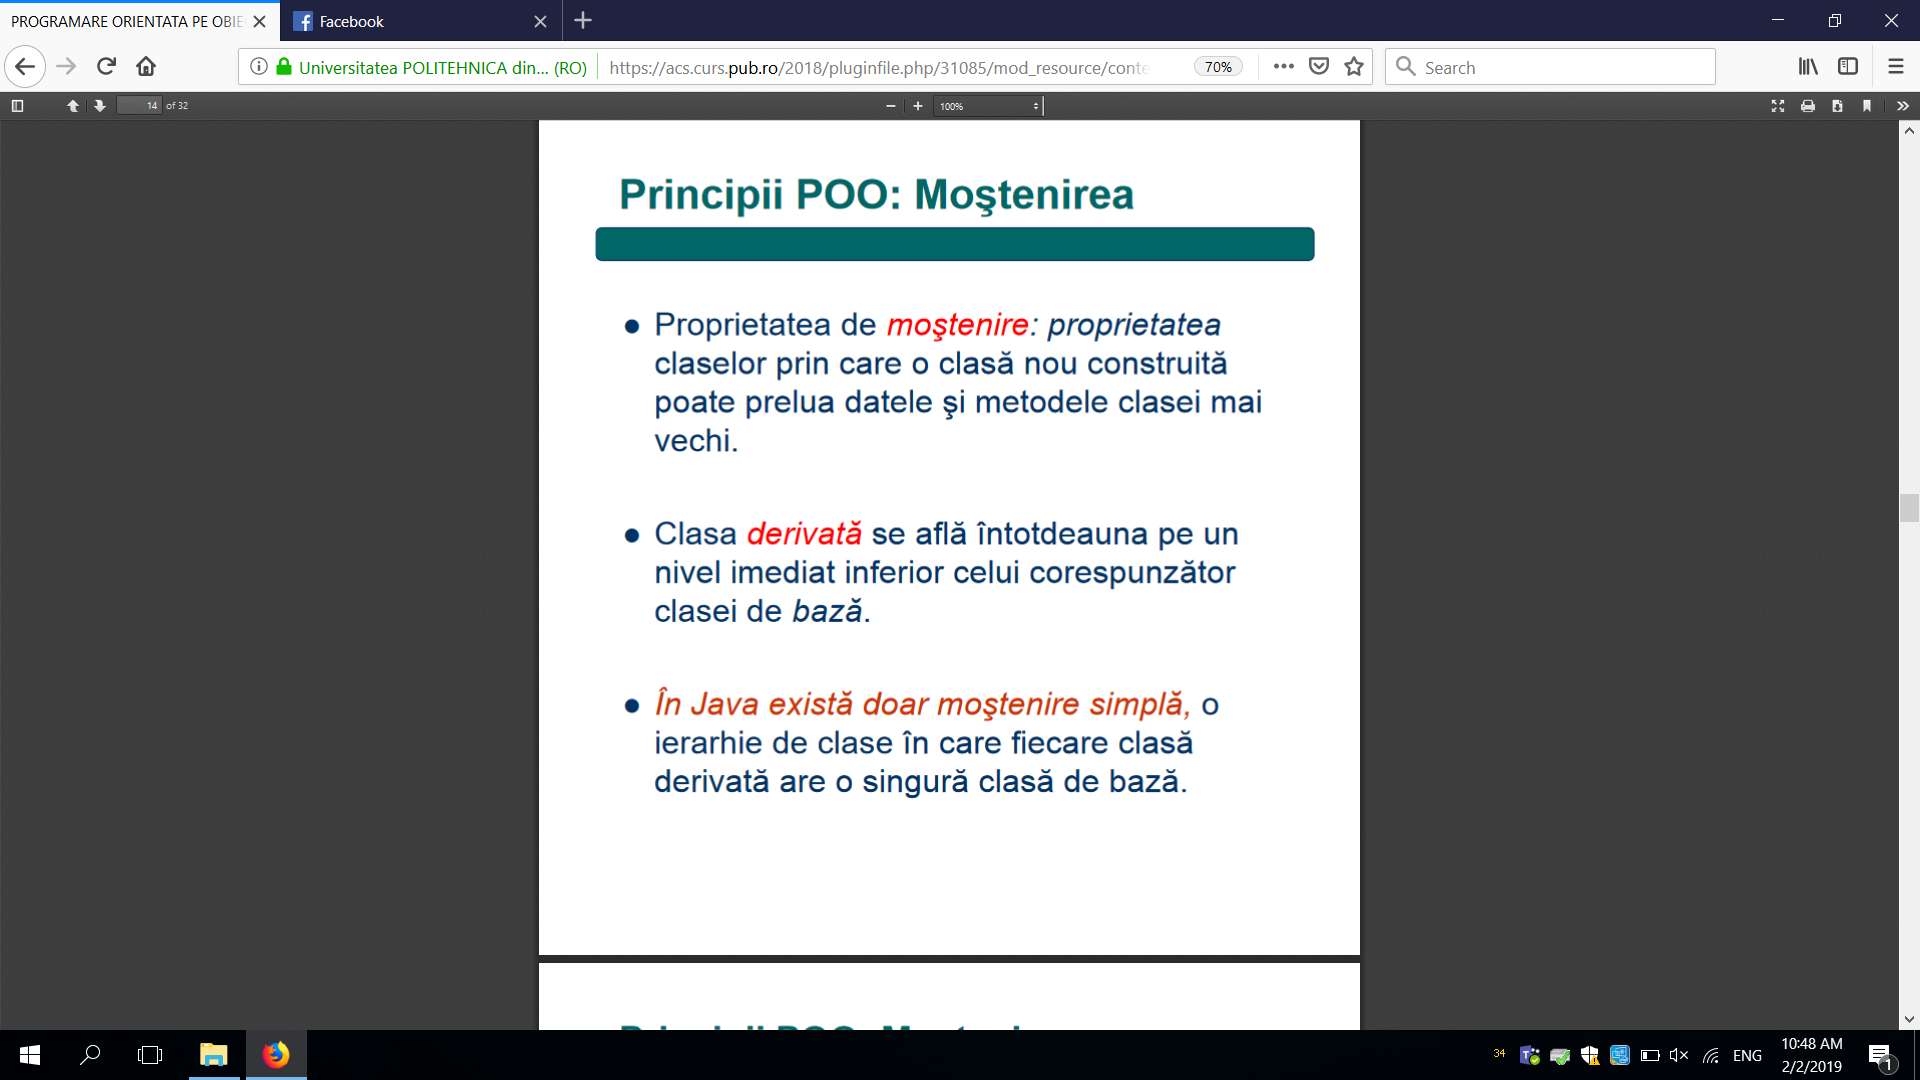 PROGRAMARE ORIENTATA PE OBIE
Facebook
Universitatea POLITEHNICA din... (RO)
https://acs.curs.pub.ro/2018/pluginfile.php/31085/mod_resource/conte
70%
Search
14 of 32
100%
Principii POO: Moştenirea
● Proprietatea de moştenire: proprietatea
claselor prin care o clasă nou construită
poate prelua datele şi metodele clasei mai
vechi.
● Clasa derivată se află întotdeauna pe un
nivel imediat inferior celui corespunzător
clasei de bază.
● În Java există doar moştenire simplă, o
ierarhie de clase în care fiecare clasă
derivată are o singură clasă de bază.
34
ENG
10:48 AM
2/2/2019
1